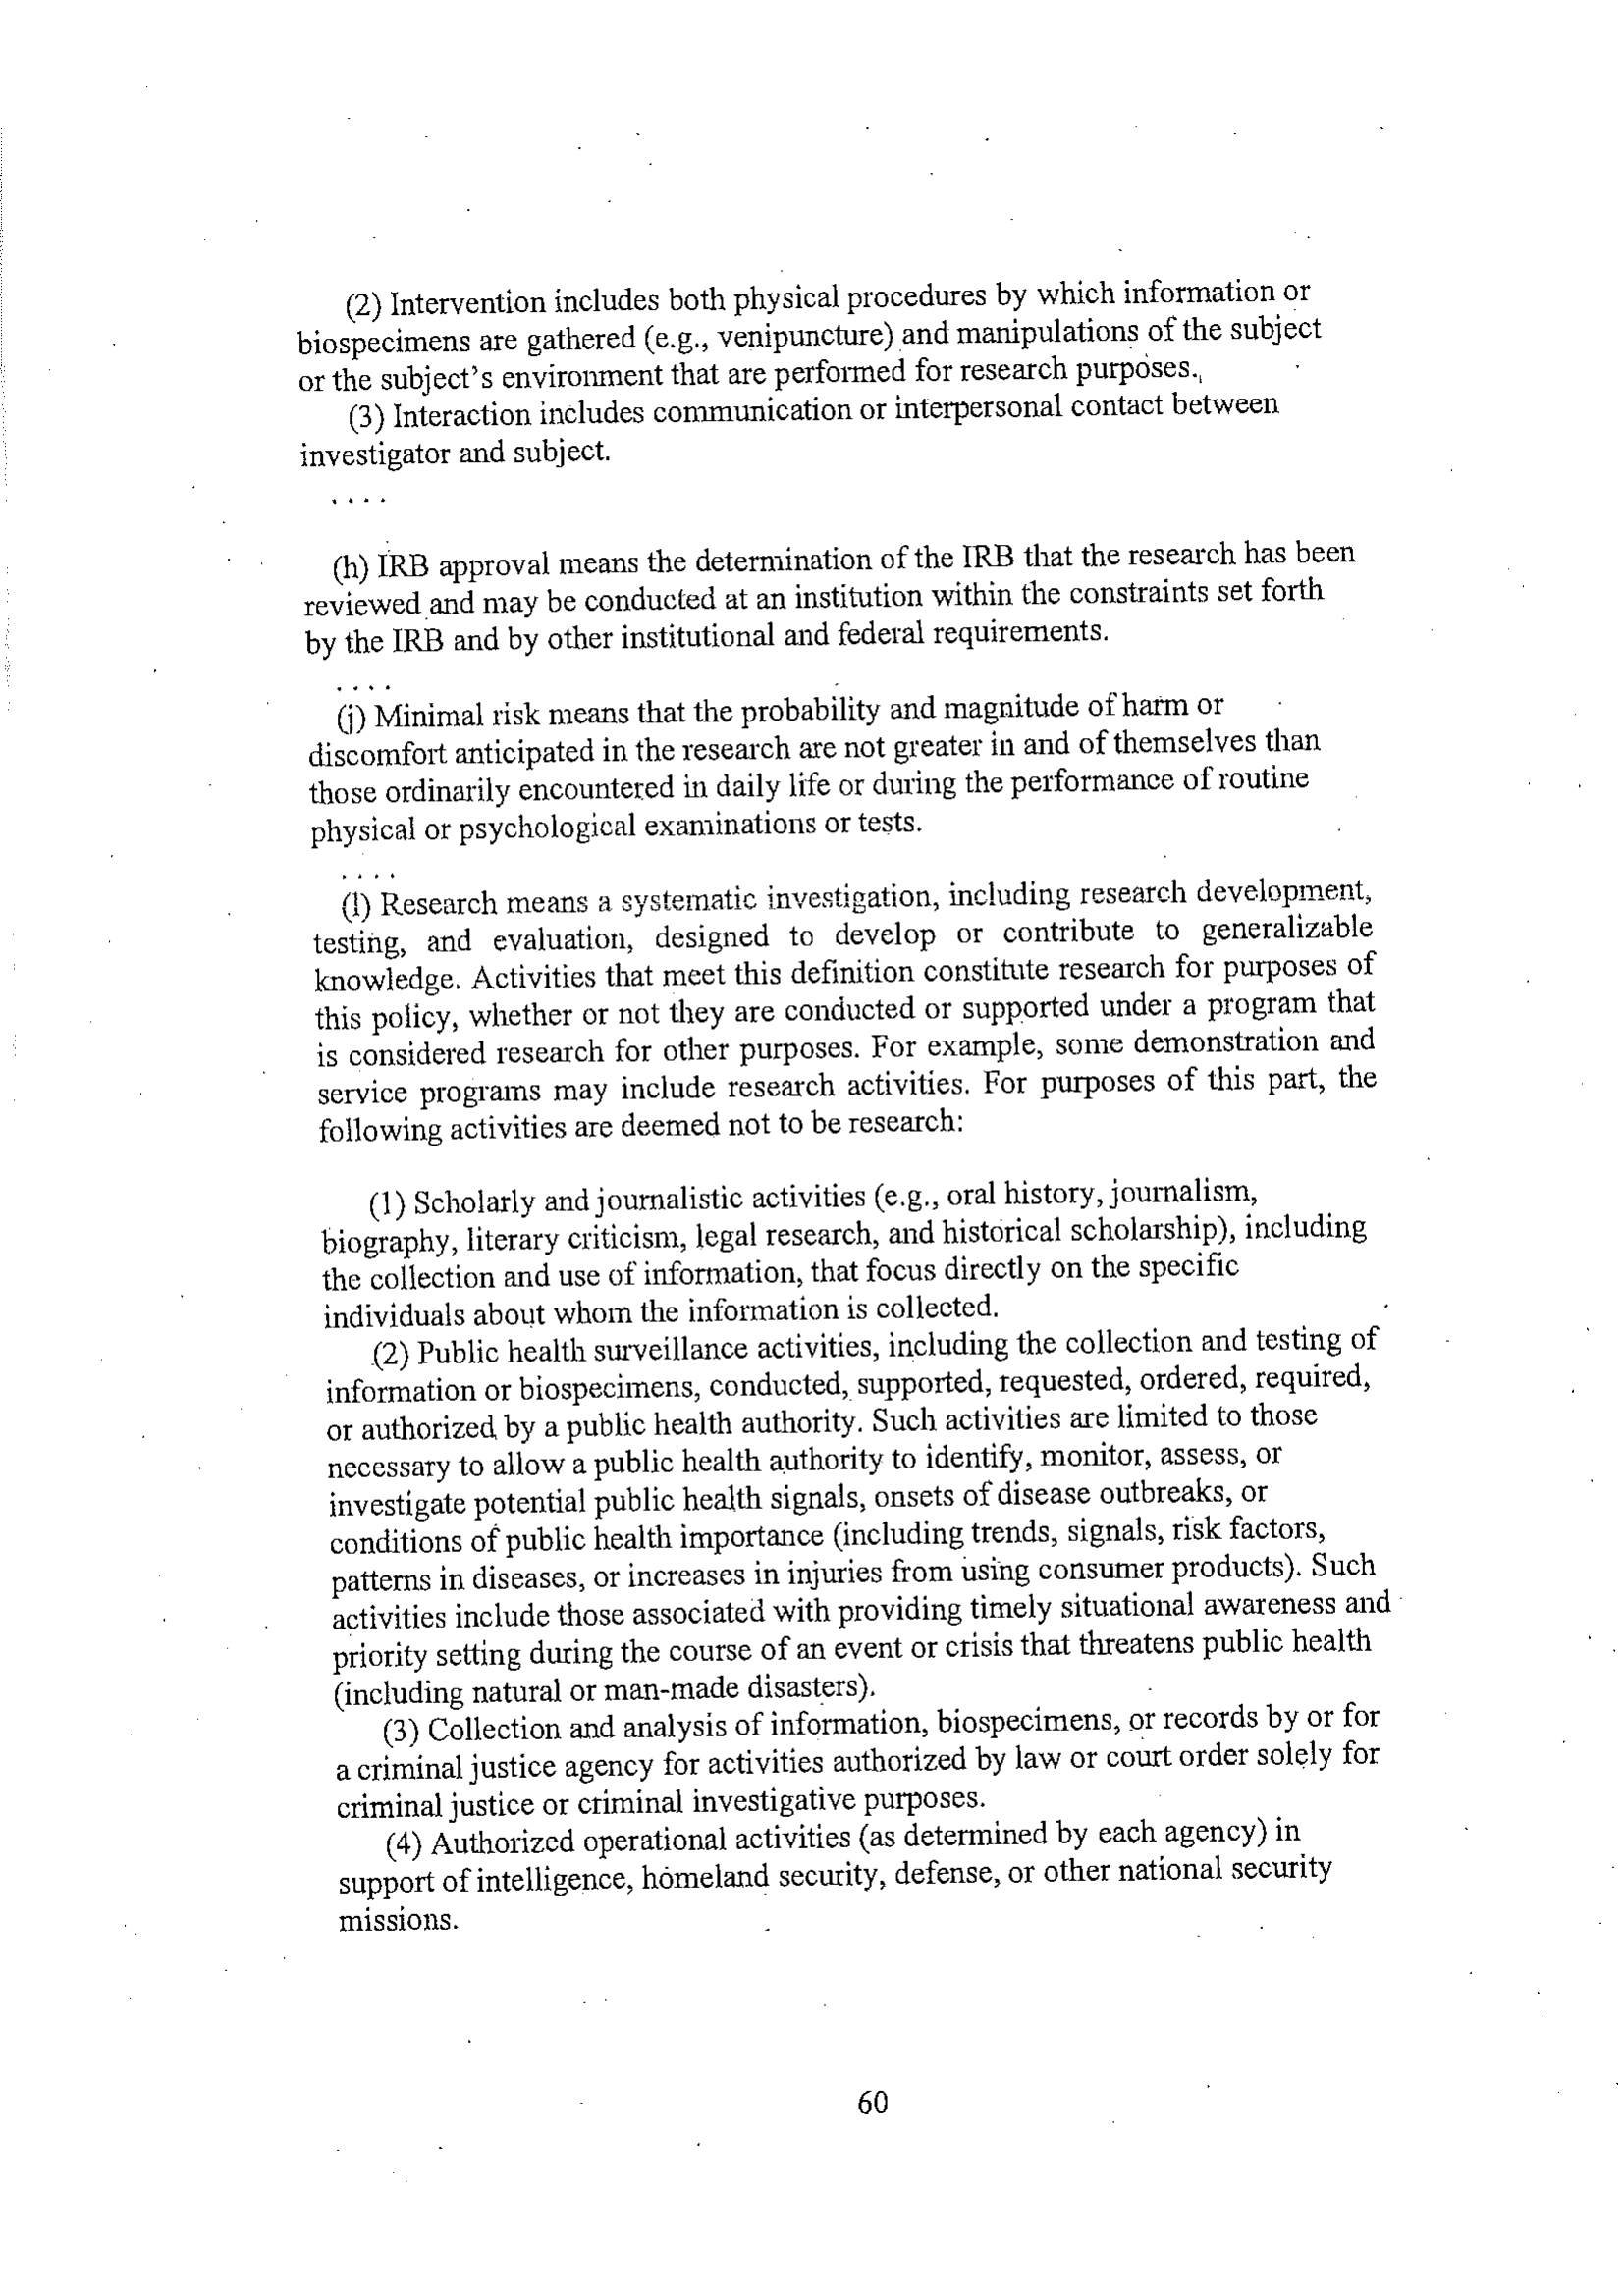 (2) Intervention includes both physical procedures by which information or
biospecimens are gathered (e.g., venipuncture) and manipulations of the subject
or the subject's environment that are performed for research purposes.
(3) Interaction includes communication or interpersonal contact between
investigator and subject.
. . . .
(h) IRB approval means the determination of the IRB that the research has been
reviewed and may be conducted at an institution within the constraints set forth
by the IRB and by other institutional and federal requirements.
. . . .
(j) Minimal risk means that the probability and magnitude of harm or
discomfort anticipated in the research are not greater in and of themselves than
those ordinarily encountered in daily life or during the performance of routine
physical or psychological examinations or tests.
. . . .
(l) Research means a systematic investigation, including research development,
testing, and evaluation, designed to develop or contribute to generalizable
knowledge. Activities that meet this definition constitute research for purposes of
this policy, whether or not they are conducted or supported under a program that
is considered research for other purposes. For example, some demonstration and
service programs may include research activities. For purposes of this part, the
following activities are deemed not to be research:
(1) Scholarly and journalistic activities (e.g., oral history, journalism,
biography, literary criticism, legal research, and historical scholarship), including
the collection and use of information, that focus directly on the specific
individuals about whom the information is collected.
(2) Public health surveillance activities, including the collection and testing of
information or biospecimens, conducted, supported, requested, ordered, required,
or authorized by a public health authority. Such activities are limited to those
necessary to allow a public health authority to identify, monitor, assess, or
investigate potential public health signals, onsets of disease outbreaks, or
conditions of public health importance (including trends, signals, risk factors,
patterns in diseases, or increases in injuries from using consumer products). Such
activities include those associated with providing timely situational awareness and
priority setting during the course of an event or crisis that threatens public health
(including natural or man-made disasters).
(3) Collection and analysis of information, biospecimens, or records by or for
a criminal justice agency for activities authorized by law or court order solely for
criminal justice or criminal investigative purposes.
(4) Authorized operational activities (as determined by each agency) in
support of intelligence, homeland security, defense, or other national security
missions.
60